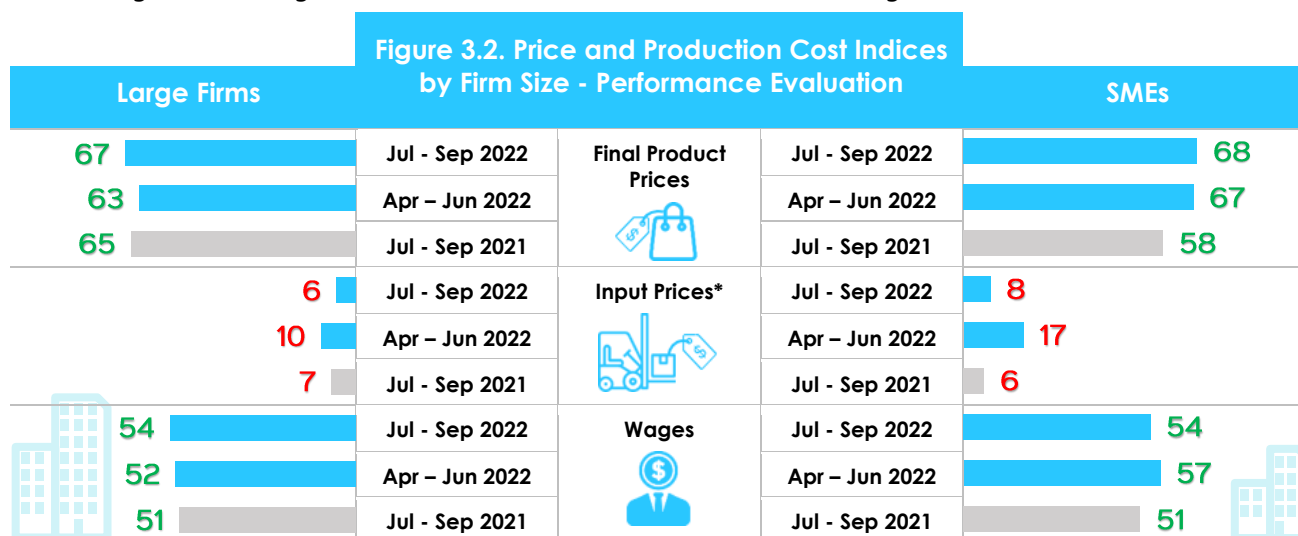 Figure 3.2. Price and Production Cost Indices
by Firm Size - Performance Evaluation
Large Firms
SMEs
67 Jul - Sep 2022 Final Product Jul - Sep 2022 68
Prices
63 Apr – Jun 2022 Apr – Jun 2022 67
65 Jul - Sep 2021 Jul - Sep 2021 58
6 Jul - Sep 2022 Input Prices* Jul - Sep 2022 8
10 Apr – Jun 2022 Apr – Jun 2022 17
7 Jul - Sep 2021 Jul - Sep 2021 6
54 Jul - Sep 2022 Wages Jul - Sep 2022 54
52 Apr – Jun 2022 Apr – Jun 2022 57
51 Jul - Sep 2021 Jul - Sep 2021 51